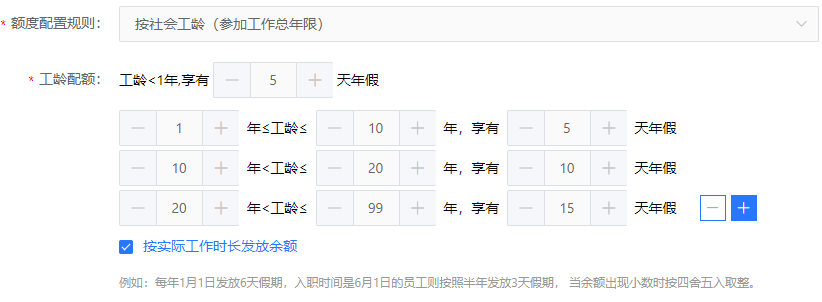 * 额度配置规则： 按社会工龄（参加工作总年限）
* 工龄配额： 工龄<1年,享有 — 5 + 天年假
— 1 + 年≤工龄≤ — 10 + 年，享有 — 5 + 天年假
— 10 + 年<工龄≤ — 20 + 年，享有 — 10 + 天年假
— 20 + 年<工龄≤ — 99 + 年，享有 — 15 + 天年假 — +
按实际工作时长发放余额
例如：每年1月1日发放6天假期，入职时间是6月1日的员工则按照半年发放3天假期， 当余额出现小数时按四舍五入取整。